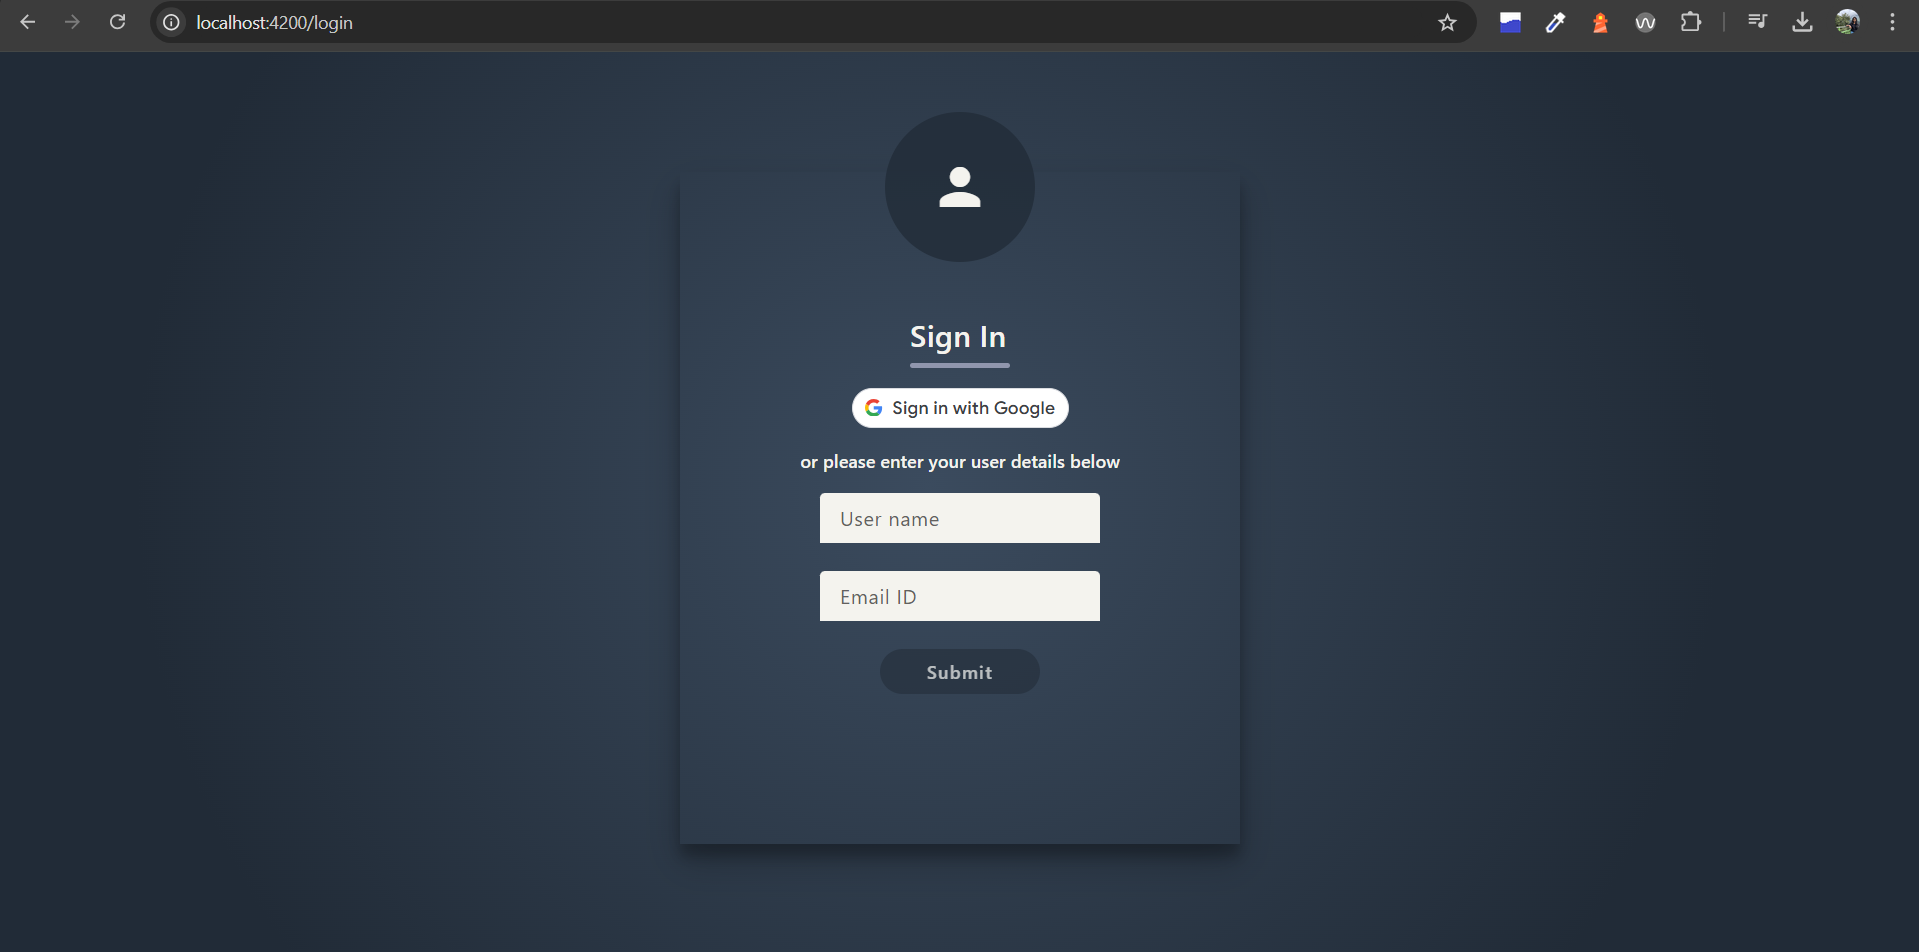 localhost:4200/login
Sign In
Sign in with Google
or please enter your user details below
User name
Email ID
Submit